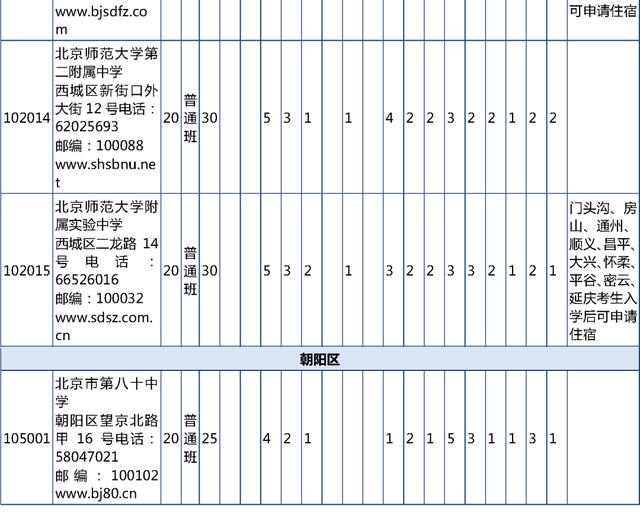 www.bjsdfz.co
m
可申请住宿
102014
北京师范大学第
二附属中学
西城区新街口外
大街 12 号电话：
62025693
邮编：100088
www.shsbnu.ne
t
20
普
通
班
30
5 3 1 1 4 2 2 3 2 2 1 2 2
102015
北京师范大学附
属实验中学
西城区二龙路 14
号 电 话 ：
66526016
邮编：100032
www.sdsz.com.
cn
20
普
通
班
30
5 3 2 1 3 2 2 3 3 2 1 2 1
门头沟、房
山、通州、
顺义、昌平、
大兴、怀柔、
平谷、密云、
延庆考生入
学后可申请
住宿
朝阳区
105001
北京市第八十中
学
朝阳区望京北路
甲 16 号电话：
58047021
邮 编 ： 100102
www.bj80.cn
20
普
通
班
25
4 2 1 1 2 1 5 3 1 1 3 1